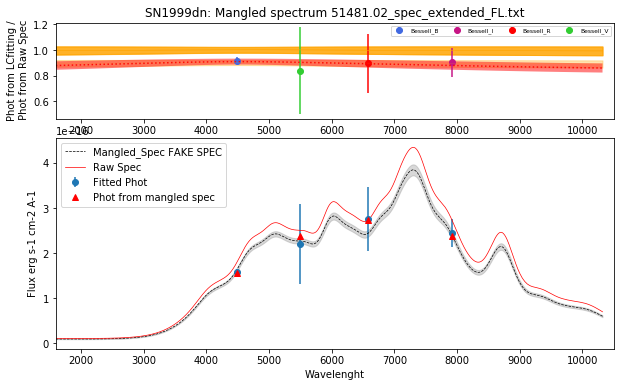 SN1999dn: Mangled spectrum 51481.02_spec_extended_FL.txt
Phot from LCfitting /
Phot from Raw Spec
1.2
1.0
0.8
0.6
Bessell_B
Bessell_I
Bessell_R
Bessell_V
2000 3000 4000 5000 6000 7000 8000 9000 10000
1e−16
Flux erg s-1 cm-2 A-1
4
3
2
1
0
Mangled_Spec FAKE SPEC
Raw Spec
Fitted Phot
Phot from mangled spec
2000 3000 4000 5000 6000 7000 8000 9000 10000
Wavelenght